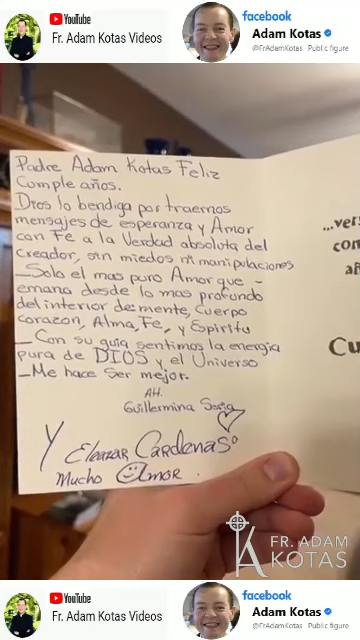 YouTube
Fr. Adam Kotas Videos
facebook
Adam Kotas
@FrAdamKotas · Public figure
Padre Adam Kotas Feliz
Cumple años.
Dios lo bendiga por traernos
mensajes de esperanza y Amor
con Fe a la Verdad absoluta del
Creador, sin miedos ni manipulaciones
_Solo el mas puro Amor que -
emana desde lo mas profundo
del interior de mente, cuerpo
corazon, Alma, Fe, y Espiritu
_Con su guia sentimos la energia
pura de DIOS y el Universo
_Me hace ser mejor.
Att.
Guillermina
Y Eleazar Cardenas
Mucho Amor.
...ver
con
añ
Cu
FR. ADAM
KOTAS
YouTube
Fr. Adam Kotas Videos
facebook
Adam Kotas
@FrAdamKotas · Public figure